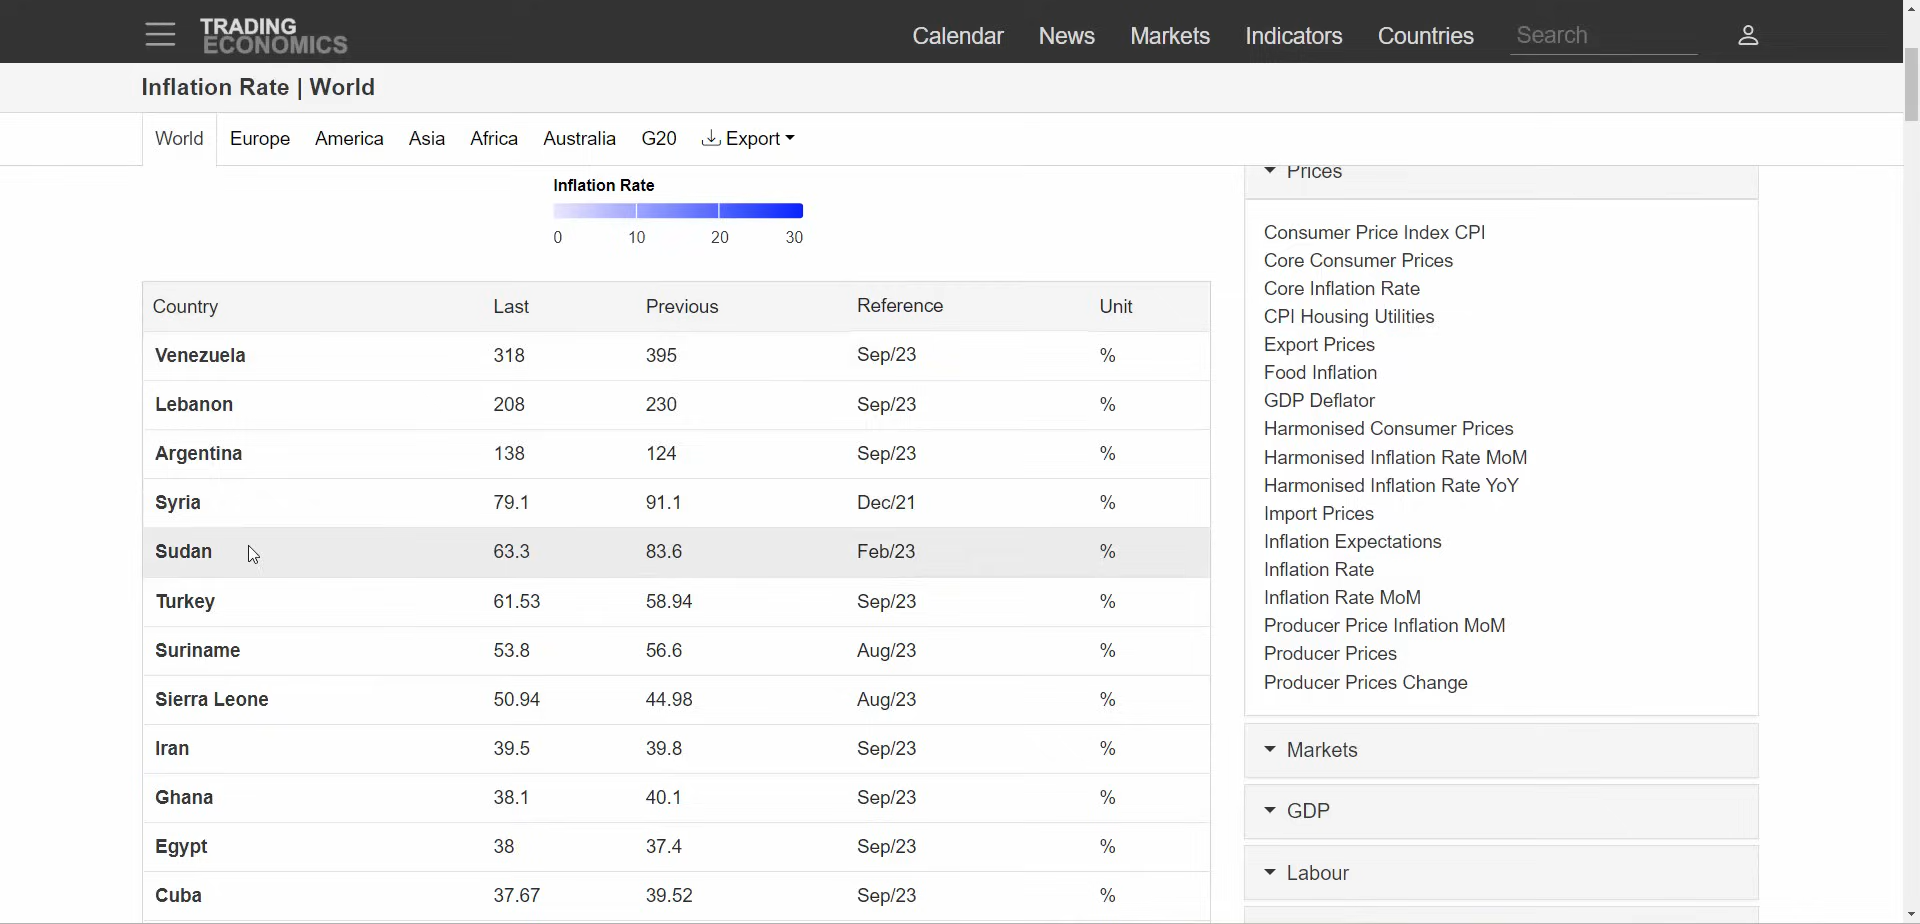 TRADING
ECONOMICS
Calendar News Markets Indicators Countries Search
Inflation Rate | World
World Europe America Asia Africa Australia G20 Export
Inflation Rate
0 10 20 30
Country Last Previous Reference Unit
Venezuela 318 395 Sep/23 %
Lebanon 208 230 Sep/23 %
Argentina 138 124 Sep/23 %
Syria 79.1 91.1 Dec/21 %
Sudan 63.3 83.6 Feb/23 %
Turkey 61.53 58.94 Sep/23 %
Suriname 53.8 56.6 Aug/23 %
Sierra Leone 50.94 44.98 Aug/23 %
Iran 39.5 39.8 Sep/23 %
Ghana 38.1 40.1 Sep/23 %
Egypt 38 37.4 Sep/23 %
Cuba 37.67 39.52 Sep/23 %
Prices
Consumer Price Index CPI
Core Consumer Prices
Core Inflation Rate
CPI Housing Utilities
Export Prices
Food Inflation
GDP Deflator
Harmonised Consumer Prices
Harmonised Inflation Rate MoM
Harmonised Inflation Rate YoY
Import Prices
Inflation Expectations
Inflation Rate
Inflation Rate MoM
Producer Price Inflation MoM
Producer Prices
Producer Prices Change
Markets
GDP
Labour